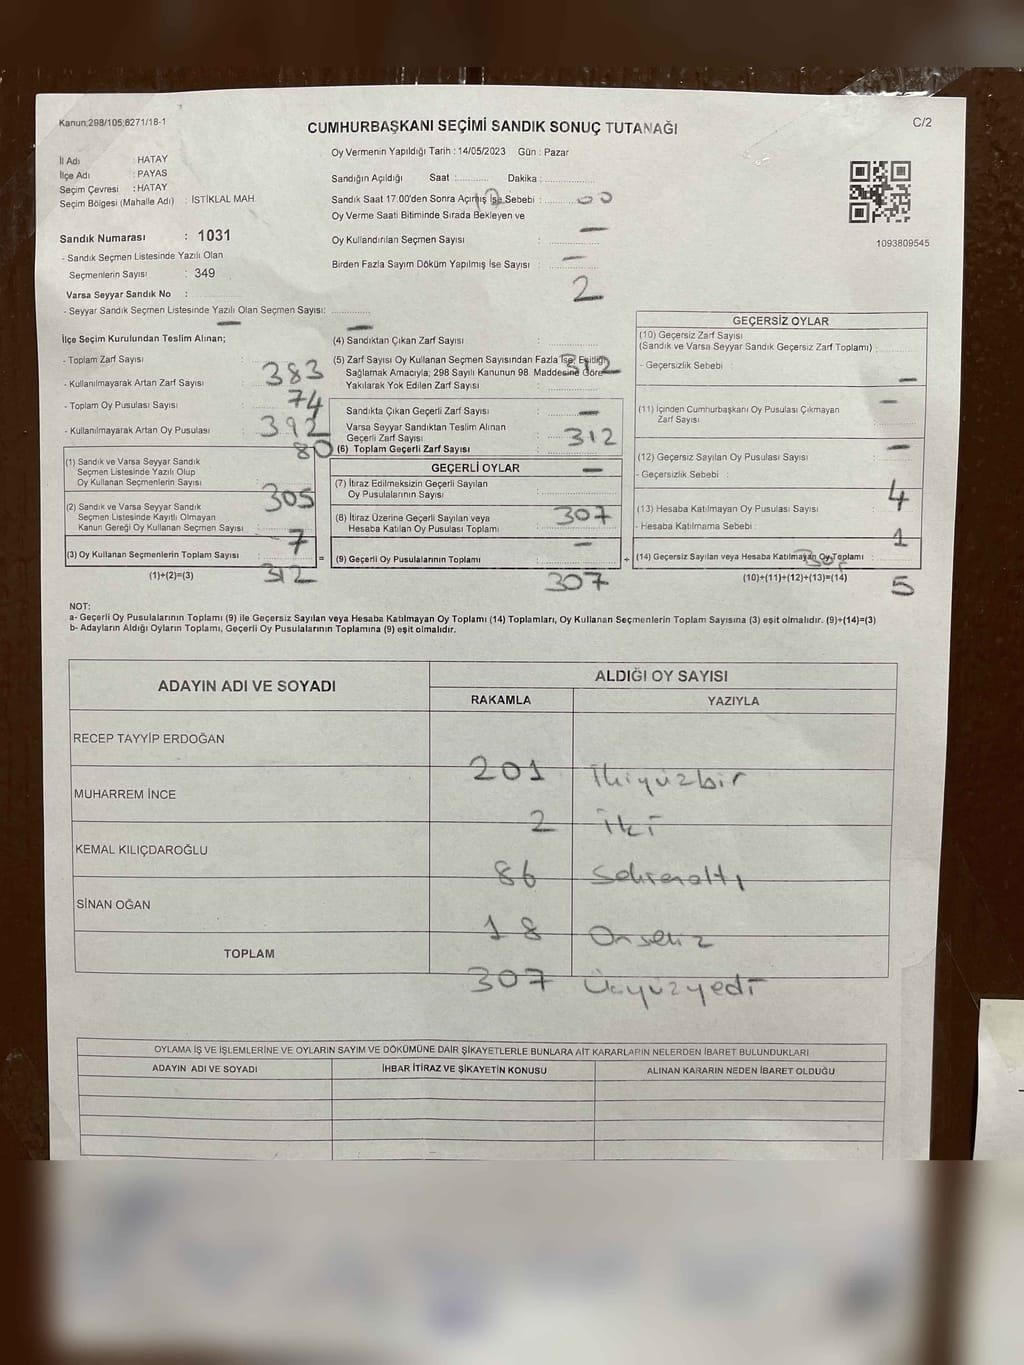 Kanun:298/105;6271/18-1
CUMHURBAŞKANI SEÇİMİ SANDIK SONUÇ TUTANAĞI
C/2
İl Adı : HATAY
İlçe Adı : PAYAS
Seçim Çevresi : HATAY
Seçim Bölgesi (Mahalle Adı) : İSTİKLAL MAH.
Oy Vermenin Yapıldığı Tarih : 14/05/2023 Gün : Pazar
Sandığın Açıldığı Saat :............ Dakika :
Sandık Saat 17:00'den Sonra Açılmış İse Sebebi : 00
Oy Verme Saati Bitiminde Sırada Bekleyen ve
Oy Kullandırılan Seçmen Sayısı : —
Birden Fazla Sayım Döküm Yapılmış İse Sayısı : —
2
1093809545
Sandık Numarası : 1031
- Sandık Seçmen Listesinde Yazılı Olan
Seçmenlerin Sayısı : 349
Varsa Seyyar Sandık No :
- Seyyar Sandık Seçmen Listesinde Yazılı Olan Seçmen Sayısı:
— —
İlçe Seçim Kurulundan Teslim Alınan;
- Toplam Zarf Sayısı :
383
- Kullanılmayarak Artan Zarf Sayısı :
74
- Toplam Oy Pusulası Sayısı :
392
- Kullanılmayarak Artan Oy Pusulası :
80
(1) Sandık ve Varsa Seyyar Sandık
Seçmen Listesinde Yazılı Olup
Oy Kullanan Seçmenlerin Sayısı :
305
(2) Sandık ve Varsa Seyyar Sandık
Seçmen Listesinde Kayıtlı Olmayan
Kanun Gereği Oy Kullanan Seçmen Sayısı :
7
(3) Oy Kullanan Seçmenlerin Toplam Sayısı :
312
(1)+(2)=(3)
(4) Sandıktan Çıkan Zarf Sayısı :
312
(5) Zarf Sayısı Oy Kullanan Seçmen Sayısından Fazla İse, Eşitliği
Sağlamak Amacıyla; 298 Sayılı Kanunun 98. Maddesine Göre
Yakılarak Yok Edilen Zarf Sayısı :
—
Sandıkta Çıkan Geçerli Zarf Sayısı :
312
Varsa Seyyar Sandıktan Teslim Alınan
Geçerli Zarf Sayısı :
(6) Toplam Geçerli Zarf Sayısı
GEÇERLİ OYLAR
—
(7) İtiraz Edilmeksizin Geçerli Sayılan
Oy Pusulalarının Sayısı :
307
(8) İtiraz Üzerine Geçerli Sayılan veya
Hesaba Katılan Oy Pusulası Toplamı :
—
= (9) Geçerli Oy Pusulalarının Toplamı : +
307
GEÇERSİZ OYLAR
(10) Geçersiz Zarf Sayısı
(Sandık ve Varsa Seyyar Sandık Geçersiz Zarf Toplamı) :
- Geçersizlik Sebebi :
—
—
(11) İçinden Cumhurbaşkanı Oy Pusulası Çıkmayan
Zarf Sayısı :
—
(12) Geçersiz Sayılan Oy Pusulası Sayısı :
- Geçersizlik Sebebi :
4
(13) Hesaba Katılmayan Oy Pusulası Sayısı :
- Hesaba Katılmama Sebebi :
1
(14) Geçersiz Sayılan veya Hesaba Katılmayan Oy Toplamı :
5
(10)+(11)+(12)+(13)=(14)
NOT:
a- Geçerli Oy Pusulalarının Toplamı (9) ile Geçersiz Sayılan veya Hesaba Katılmayan Oy Toplamı (14) Toplamları, Oy Kullanan Seçmenlerin Toplam Sayısına (3) eşit olmalıdır. (9)+(14)=(3)
b- Adayların Aldığı Oyların Toplamı, Geçerli Oy Pusulalarının Toplamına (9) eşit olmalıdır.
ADAYIN ADI VE SOYADI
ALDIĞI OY SAYISI
RAKAMLA YAZIYLA
RECEP TAYYİP ERDOĞAN
201 İkiyüzbir
MUHARREM İNCE
2 İki
KEMAL KILIÇDAROĞLU
86 Seksenaltı
SİNAN OĞAN
18 Onsekiz
TOPLAM
307 Üçyüzyedi
OYLAMA İŞ VE İŞLEMLERİNE VE OYLARIN SAYIM VE DÖKÜMÜNE DAİR ŞİKAYETLERLE BUNLARA AİT KARARLARIN NELERDEN İBARET BULUNDUKLARI
ADAYIN ADI VE SOYADI İHBAR İTİRAZ VE ŞİKAYETİN KONUSU ALINAN KARARIN NEDEN İBARET OLDUĞU